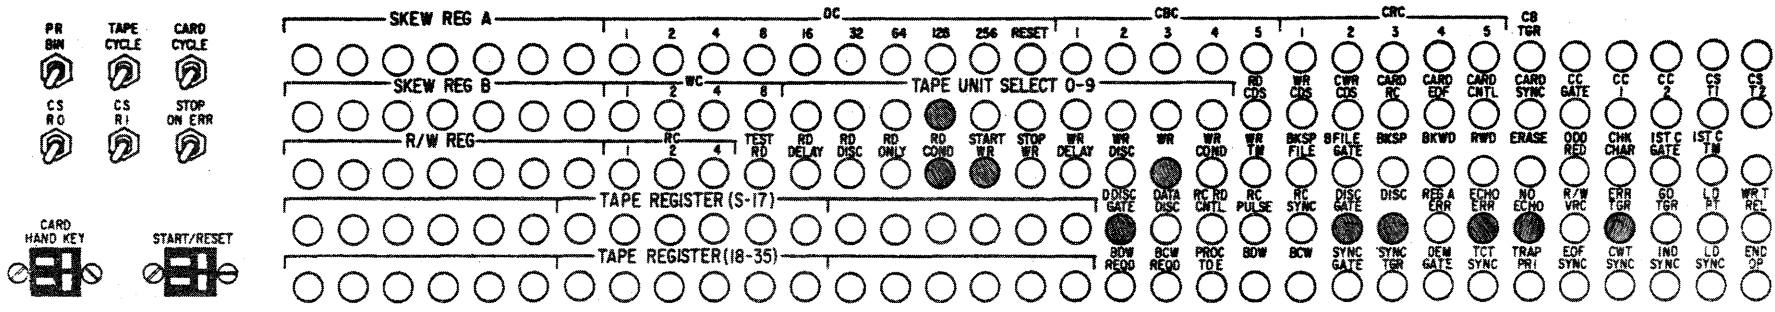 PR BIN TAPE CYCLE CARD CYCLE
CS R0 CS R1 STOP ON ERR
CARD HAND KEY START/RESET
SKEW REG A DC CBC CRC CB TGR
1 2 4 8 16 32 64 128 256 RESET 1 2 3 4 5 1 2 3 4 5
SKEW REG B WC TAPE UNIT SELECT 0-9 RD CDS WR CDS CWR CDS CARD RC CARD EOF CARD CNTL CARD SYNC CC GATE CC 1 CC 2 CS T1 CS T2
1 2 4 8
R/W REG RC TEST RD RD DELAY RD DISC RD ONLY RD COND START WR STOP WR WR DELAY WR DISC WR WR COND WR TM BKSP FILE BFILE GATE BKSP BKWD RWD ERASE ODD RED CHK CHAR 1ST C GATE 1ST C TM
1 2 4
TAPE REGISTER (S-17) DDISC GATE DATA DISC RC RD CNTL RC PULSE RC SYNC DISC GATE DISC REG A ERR ECHO ERR NO ECHO R/W VRC ERR TGR GO TGR LD PT WRT REL
TAPE REGISTER (18-35) BDW REQD BCW REQD PROC TO E BDW BCW SYNC GATE SYNC TGR DEM GATE TCT SYNC TRAP PRI EOF SYNC CWT SYNC IND SYNC LD SYNC END OP